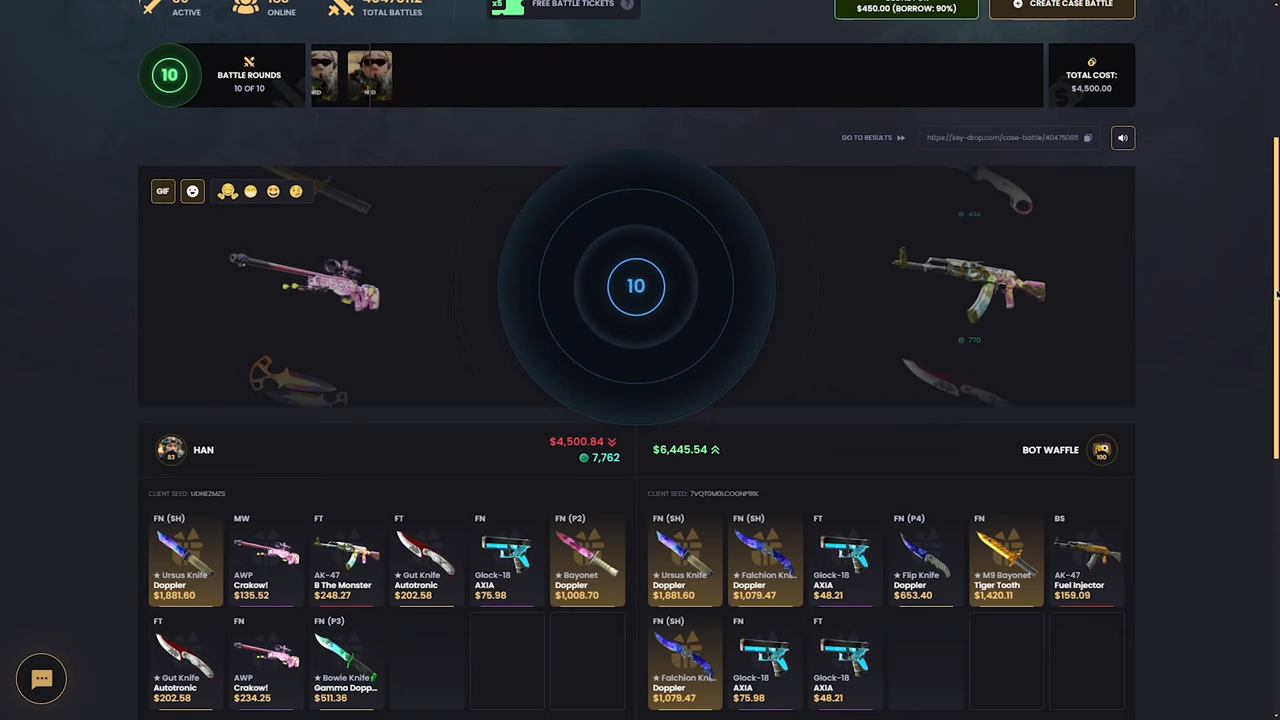 ACTIVE
ONLINE
TOTAL BATTLES
x5
FREE BATTLE TICKETS ?
$450.00 (BORROW: 90%)
CREATE CASE BATTLE
10
BATTLE ROUNDS
10 OF 10
TOTAL COST:
$4,500.00
GO TO RESULTS
https://key-drop.com/case-battle/40475085
GIF
430
10
770
83
HAN
$4,500.84
7,762
$6,445.54
BOT WAFFLE
100
CLIENT SEED: UDNEZMZS
CLIENT SEED: 7VQT0M0LCOGNP1RK
FN (SH)
MW
FT
FT
FN
FN (P2)
FN (SH)
FN (SH)
FT
FN (P4)
FN
BS
★ Ursus Knife
AWP
AK-47
★ Gut Knife
Glock-18
★ Bayonet
★ Ursus Knife
★ Falchion Kni...
Glock-18
★ Flip Knife
★ M9 Bayonet
AK-47
Doppler
Crakow!
B The Monster
Autotronic
AXIA
Doppler
Doppler
Doppler
AXIA
Doppler
Tiger Tooth
Fuel Injector
$1,881.60
$135.52
$248.27
$202.58
$75.98
$1,008.70
$1,881.60
$1,079.47
$48.21
$653.40
$1,420.11
$159.09
FT
FN
FN (P3)
FN (SH)
FN
FT
★ Gut Knife
AWP
★ Bowie Knife
★ Falchion Kni...
Glock-18
Glock-18
Autotronic
Crakow!
Gamma Dopp...
Doppler
AXIA
AXIA
$202.58
$234.25
$511.36
$1,079.47
$75.98
$48.21